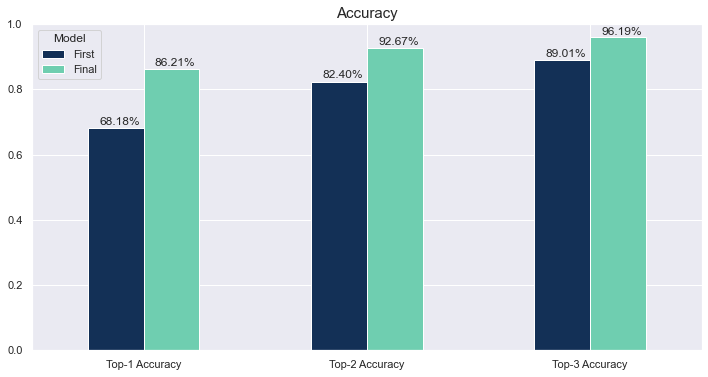 Accuracy
1.0
0.8
0.6
0.4
0.2
0.0
Model
First
Final
68.18%
86.21%
82.40%
92.67%
89.01%
96.19%
Top-1 Accuracy
Top-2 Accuracy
Top-3 Accuracy